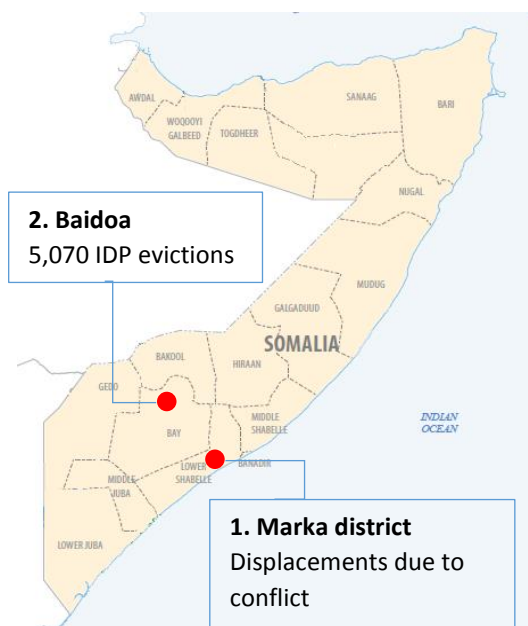 AWDAL
WOQOOYI
GALBEED
TOGDHEER
SANAAG
BARI
NUGAL
2. Baidoa
5,070 IDP evictions
MUDUG
GALGADUUD
SOMALIA
BAKOOL
HIRAAN
GEDO
MIDDLE
SHABELLE
INDIAN
OCEAN
BAY
LOWER
SHABELLE
BANADIR
MIDDLE
JUBA
LOWER JUBA
1. Marka district
Displacements due to
conflict